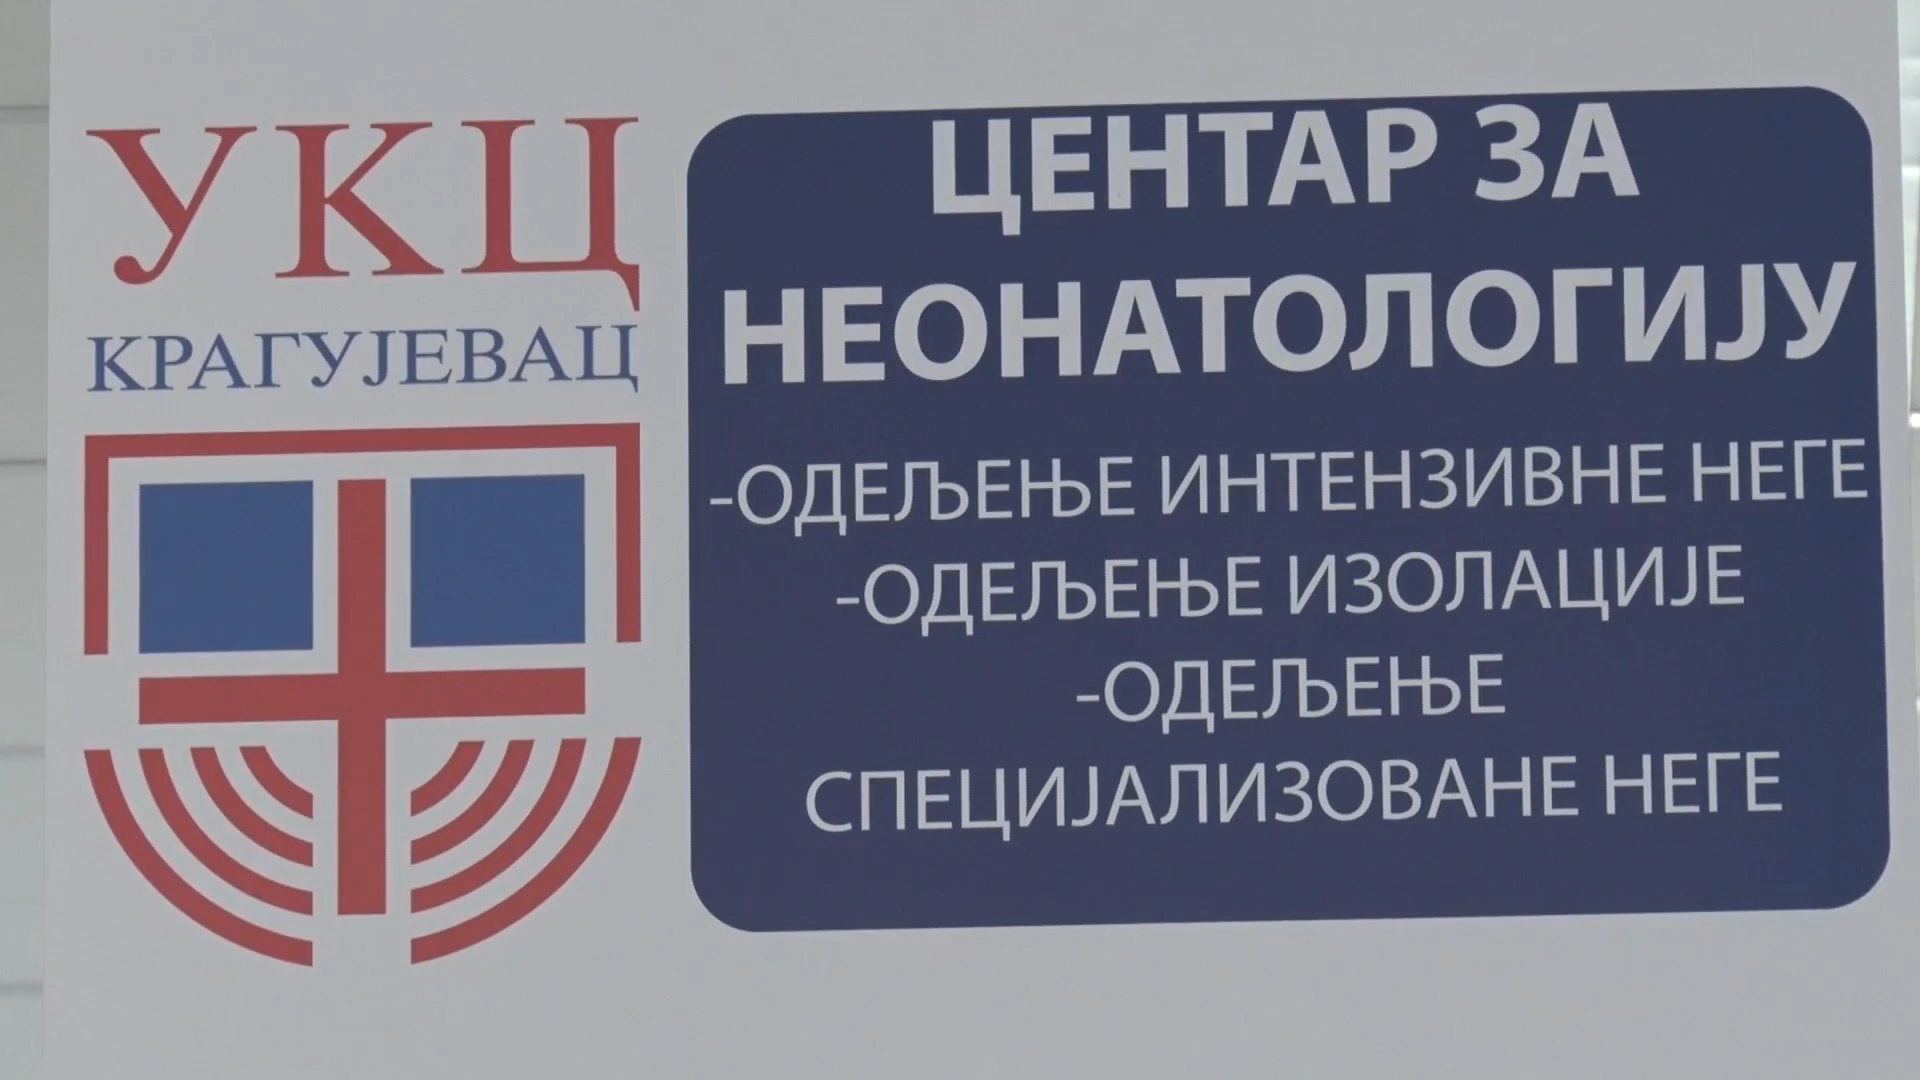 УКЦ
КРАГУЈЕВАЦ
ЦЕНТАР ЗА
НЕОНАТОЛОГИЈУ
-ОДЕЉЕЊЕ ИНТЕНЗИВНЕ НЕГЕ
-ОДЕЉЕЊЕ ИЗОЛАЦИЈЕ
-ОДЕЉЕЊЕ
СПЕЦИЈАЛИЗОВАНЕ НЕГЕ